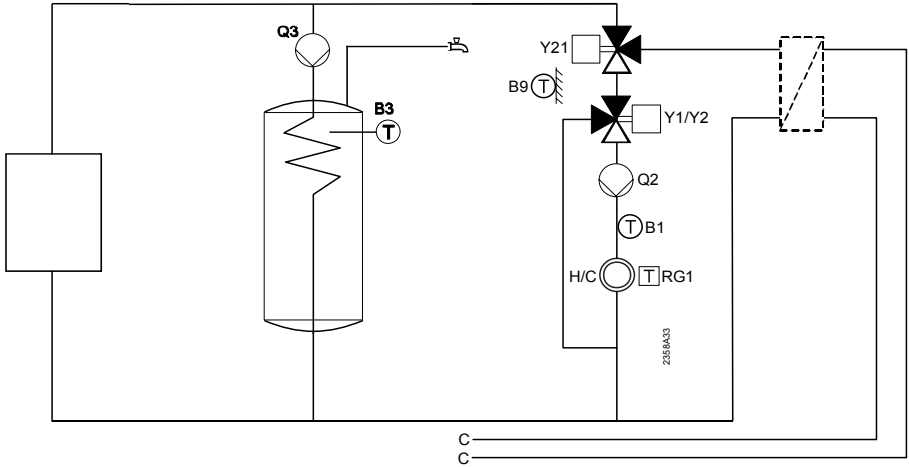 Q3
Y21
B9 T
B3
T
Y1/Y2
Q2
T B1
H/C T RG1
2358A33
C
C